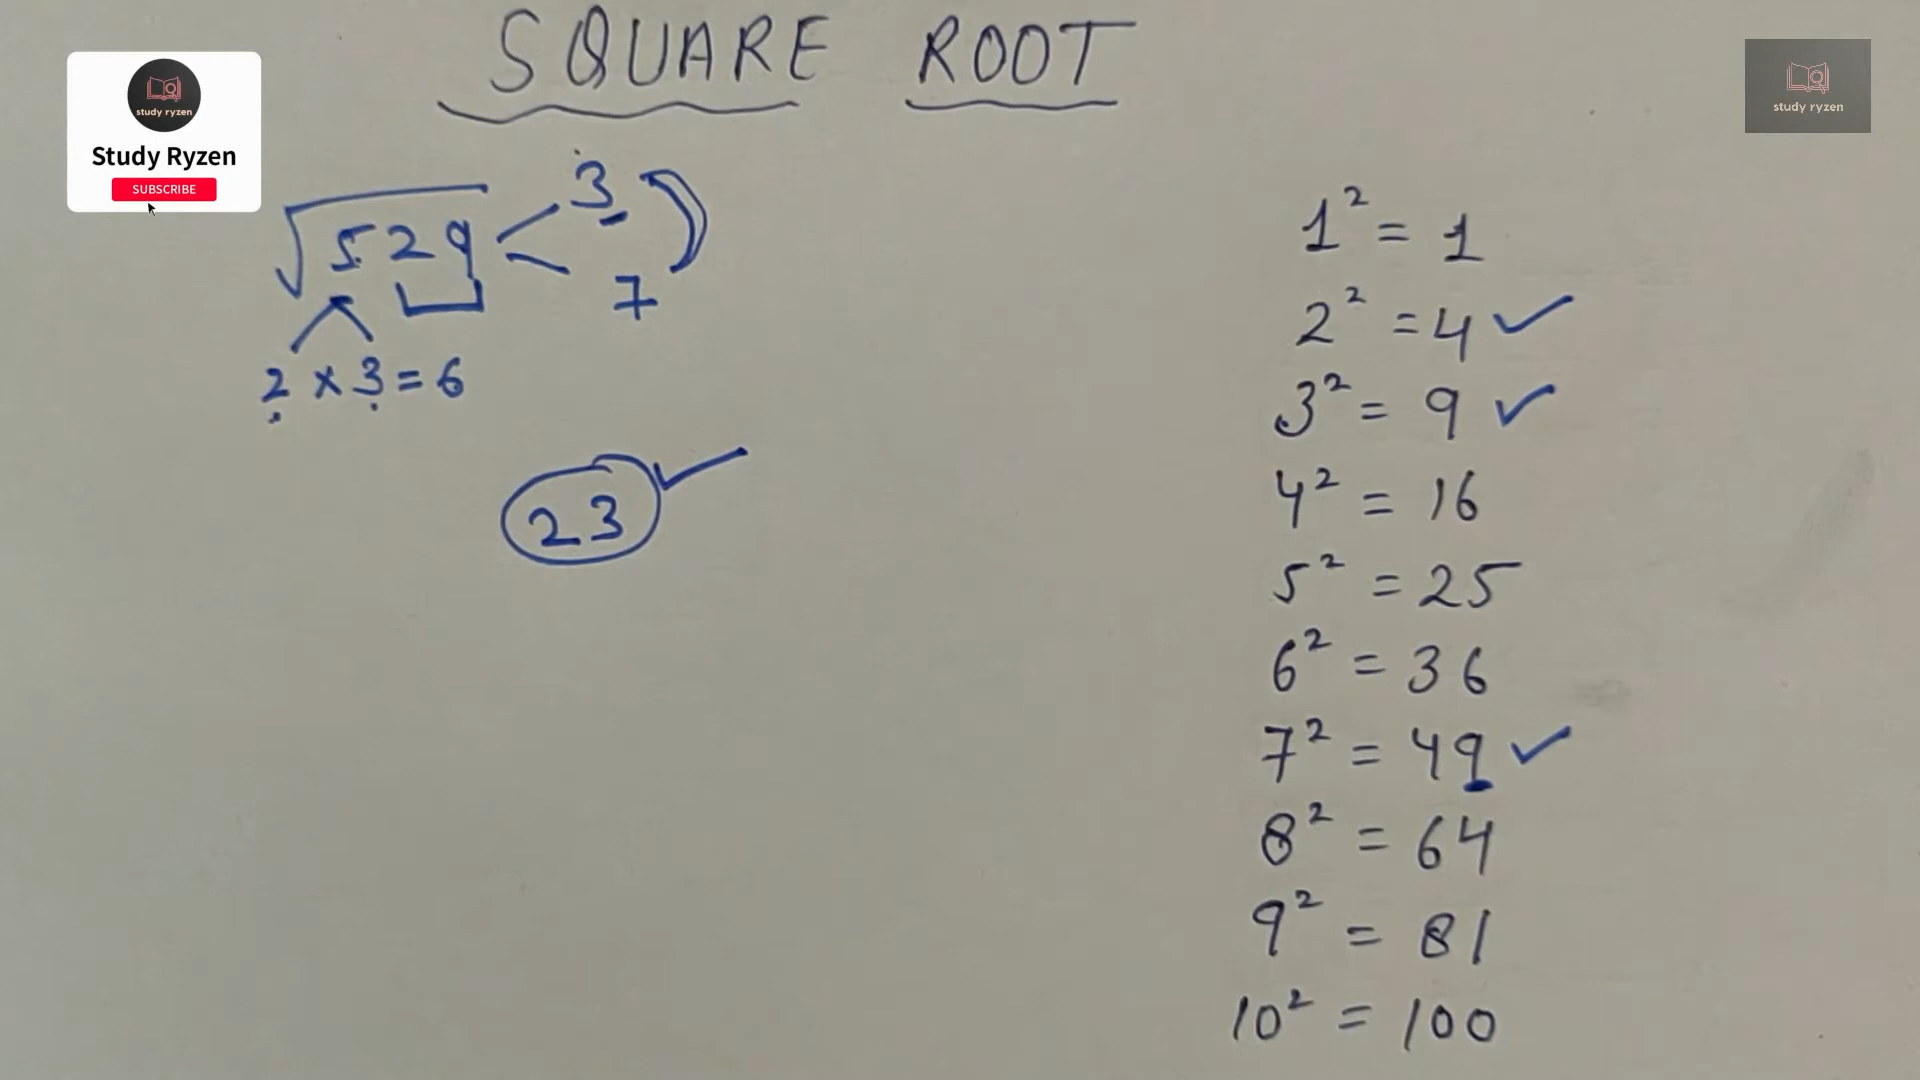 SQUARE ROOT
study ryzen
Study Ryzen
SUBSCRIBE
study ryzen
√529 < 3
7
2 × 3 = 6
23 ✓
1² = 1
2² = 4 ✓
3² = 9 ✓
4² = 16
5² = 25
6² = 36
7² = 49 ✓
8² = 64
9² = 81
10² = 100